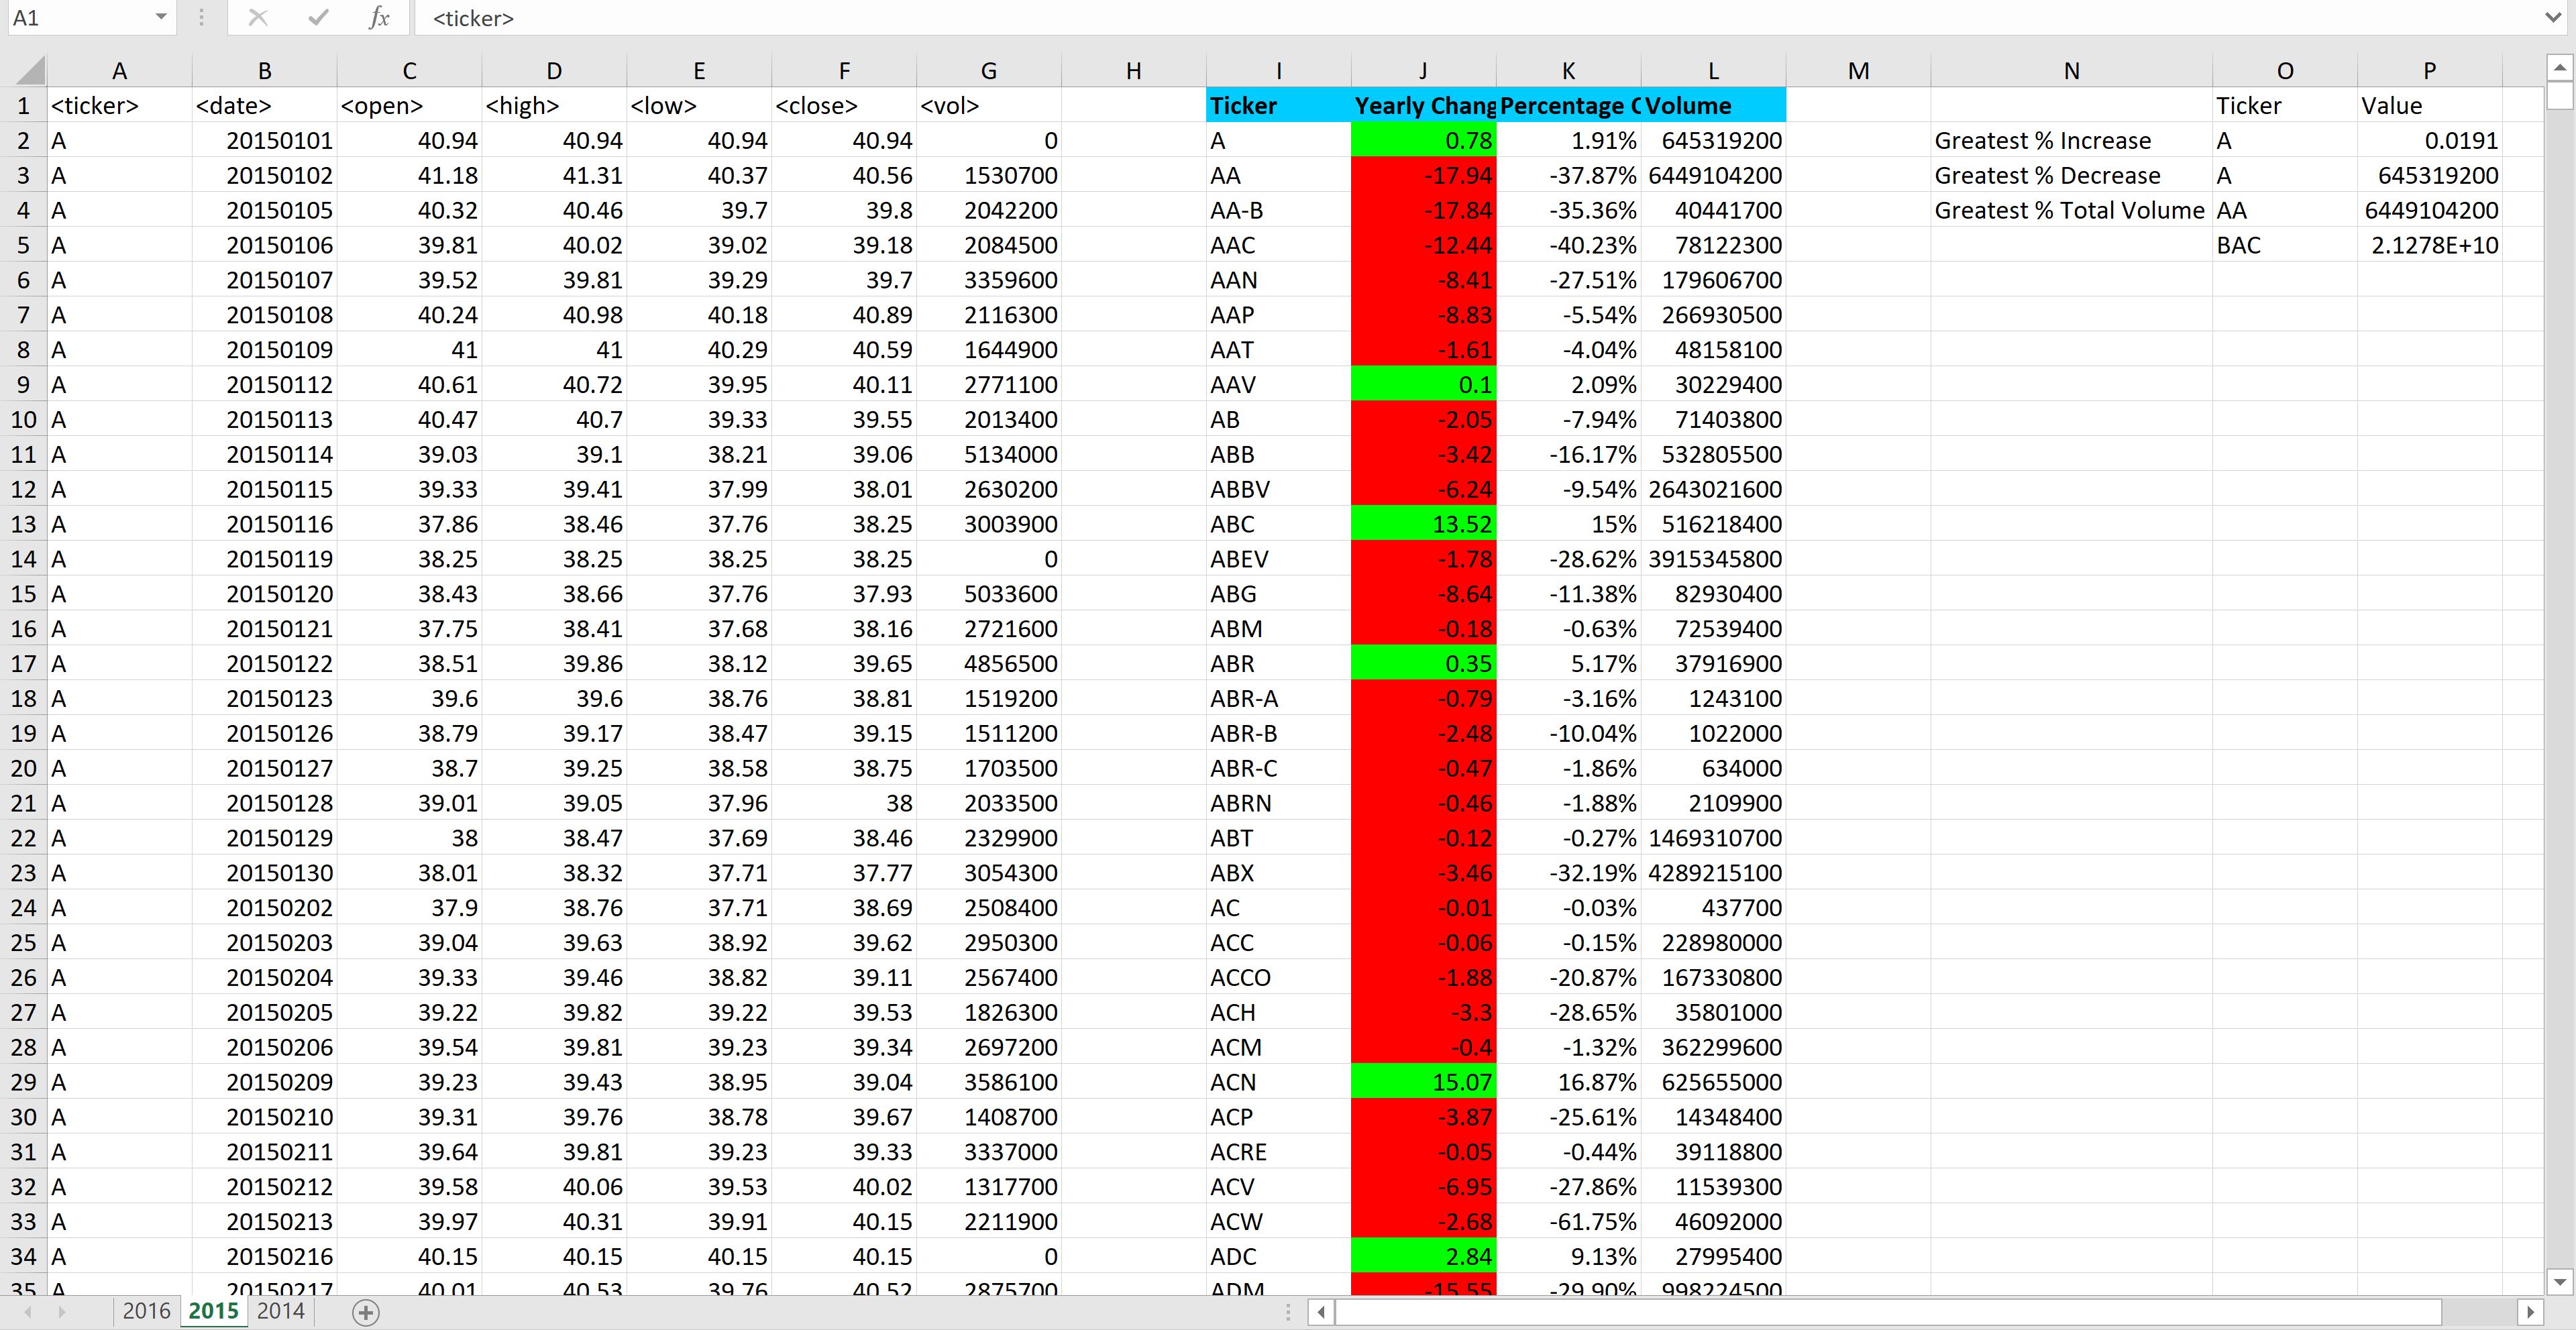 A1 fx <ticker>
A B C D E F G H I J K L M N O P
1 <ticker> <date> <open> <high> <low> <close> <vol> Ticker Yearly Chang Percentage C Volume Ticker Value
2 A 20150101 40.94 40.94 40.94 40.94 0 A 0.78 1.91% 645319200 Greatest % Increase A 0.0191
3 A 20150102 41.18 41.31 40.37 40.56 1530700 AA -17.94 -37.87% 6449104200 Greatest % Decrease A 645319200
4 A 20150105 40.32 40.46 39.7 39.8 2042200 AA-B -17.84 -35.36% 40441700 Greatest % Total Volume AA 6449104200
5 A 20150106 39.81 40.02 39.02 39.18 2084500 AAC -12.44 -40.23% 78122300 BAC 2.1278E+10
6 A 20150107 39.52 39.81 39.29 39.7 3359600 AAN -8.41 -27.51% 179606700
7 A 20150108 40.24 40.98 40.18 40.89 2116300 AAP -8.83 -5.54% 266930500
8 A 20150109 41 41 40.29 40.59 1644900 AAT -1.61 -4.04% 48158100
9 A 20150112 40.61 40.72 39.95 40.11 2771100 AAV 0.1 2.09% 30229400
10 A 20150113 40.47 40.7 39.33 39.55 2013400 AB -2.05 -7.94% 71403800
11 A 20150114 39.03 39.1 38.21 39.06 5134000 ABB -3.42 -16.17% 532805500
12 A 20150115 39.33 39.41 37.99 38.01 2630200 ABBV -6.24 -9.54% 2643021600
13 A 20150116 37.86 38.46 37.76 38.25 3003900 ABC 13.52 15% 516218400
14 A 20150119 38.25 38.25 38.25 38.25 0 ABEV -1.78 -28.62% 3915345800
15 A 20150120 38.43 38.66 37.76 37.93 5033600 ABG -8.64 -11.38% 82930400
16 A 20150121 37.75 38.41 37.68 38.16 2721600 ABM -0.18 -0.63% 72539400
17 A 20150122 38.51 39.86 38.12 39.65 4856500 ABR 0.35 5.17% 37916900
18 A 20150123 39.6 39.6 38.76 38.81 1519200 ABR-A -0.79 -3.16% 1243100
19 A 20150126 38.79 39.17 38.47 39.15 1511200 ABR-B -2.48 -10.04% 1022000
20 A 20150127 38.7 39.25 38.58 38.75 1703500 ABR-C -0.47 -1.86% 634000
21 A 20150128 39.01 39.05 37.96 38 2033500 ABRN -0.46 -1.88% 2109900
22 A 20150129 38 38.47 37.69 38.46 2329900 ABT -0.12 -0.27% 1469310700
23 A 20150130 38.01 38.32 37.71 37.77 3054300 ABX -3.46 -32.19% 4289215100
24 A 20150202 37.9 38.76 37.71 38.69 2508400 AC -0.01 -0.03% 437700
25 A 20150203 39.04 39.63 38.92 39.62 2950300 ACC -0.06 -0.15% 228980000
26 A 20150204 39.33 39.46 38.82 39.11 2567400 ACCO -1.88 -20.87% 167330800
27 A 20150205 39.22 39.82 39.22 39.53 1826300 ACH -3.3 -28.65% 35801000
28 A 20150206 39.54 39.81 39.23 39.34 2697200 ACM -0.4 -1.32% 362299600
29 A 20150209 39.23 39.43 38.95 39.04 3586100 ACN 15.07 16.87% 625655000
30 A 20150210 39.31 39.76 38.78 39.67 1408700 ACP -3.87 -25.61% 14348400
31 A 20150211 39.64 39.81 39.23 39.33 3337000 ACRE -0.05 -0.44% 39118800
32 A 20150212 39.58 40.06 39.53 40.02 1317700 ACV -6.95 -27.86% 11539300
33 A 20150213 39.97 40.31 39.91 40.15 2211900 ACW -2.68 -61.75% 46092000
34 A 20150216 40.15 40.15 40.15 40.15 0 ADC 2.84 9.13% 27995400
35 A 20150217 40.01 40.53 39.76 40.52 2875700 ADM -15.55 -29.90% 998224500
2016 2015 2014